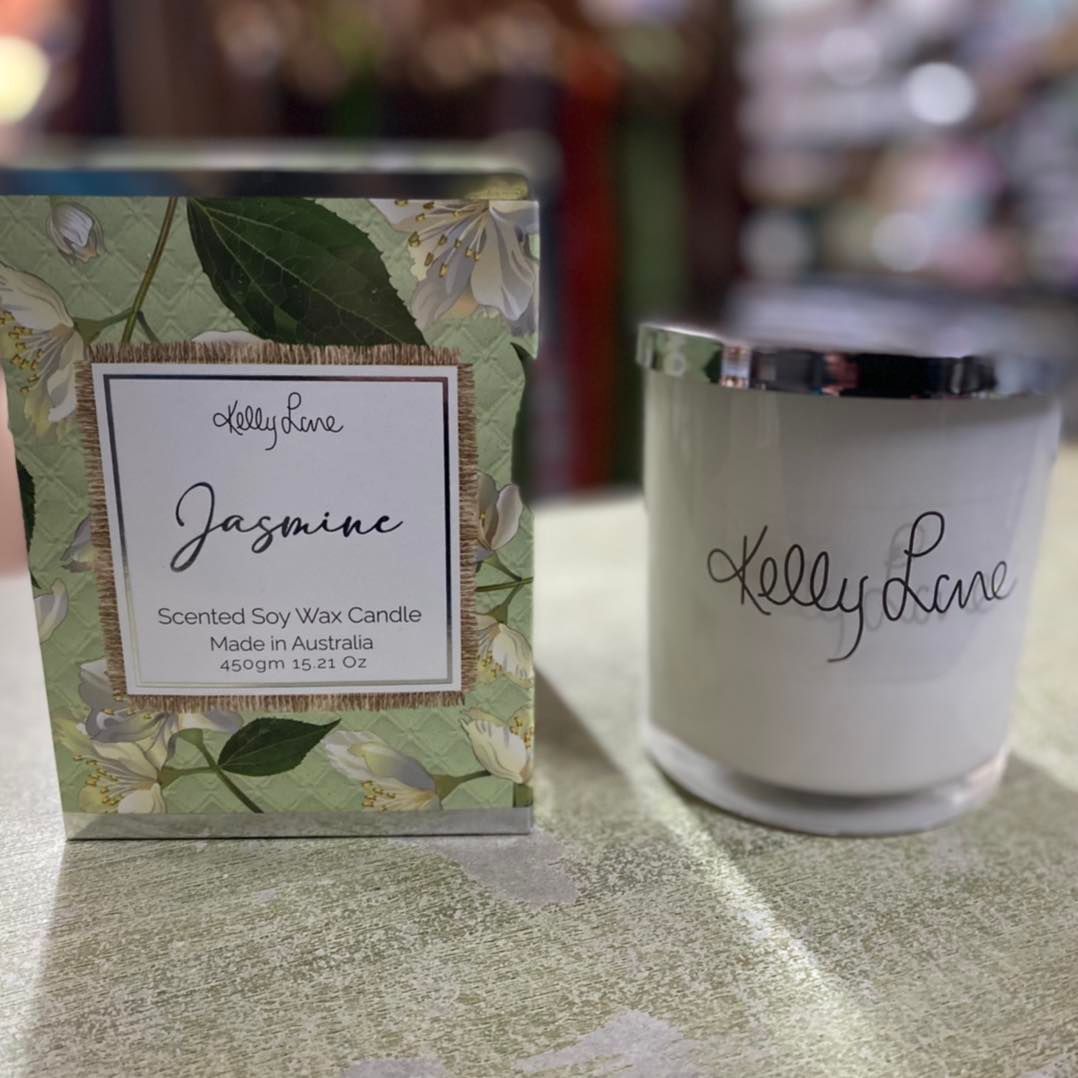 Kelly Lane
Jasmine
Scented Soy Wax Candle
Made in Australia
450gm 15.21 Oz
Kelly Lane